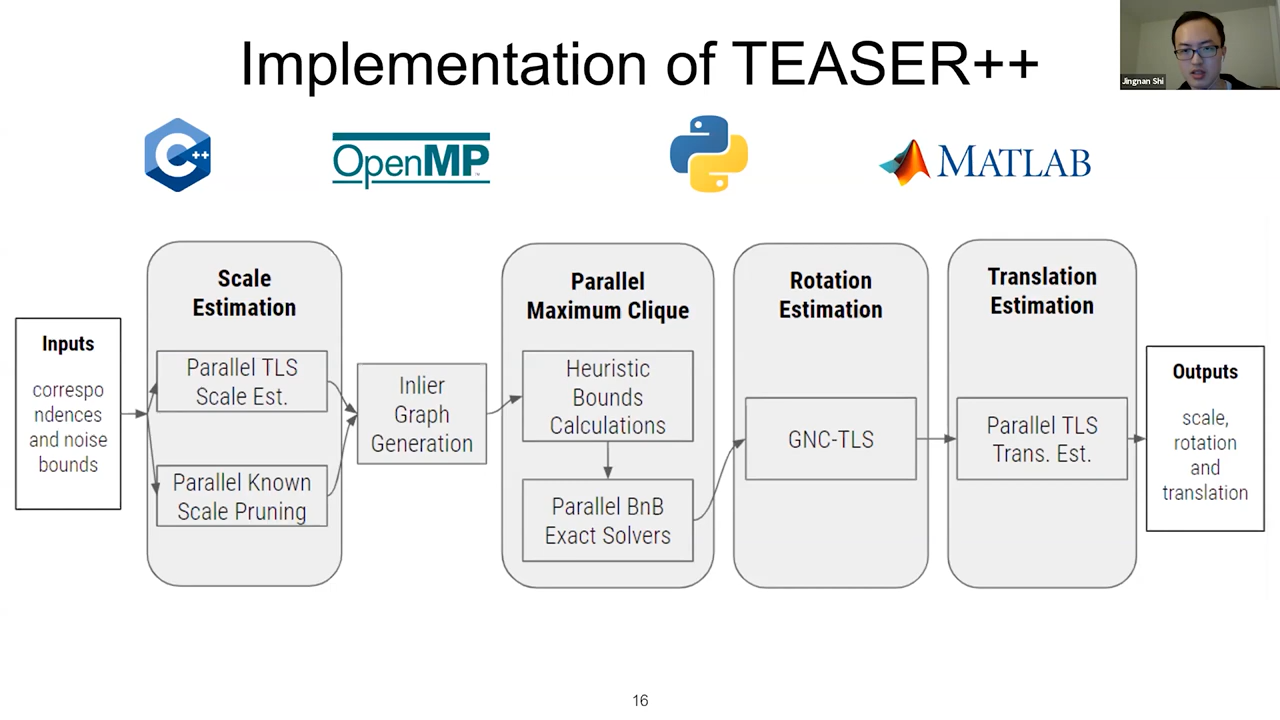 Implementation of TEASER++
Jingnan Shi
C++
OpenMP
MATLAB
Inputs
correspo
ndences
and noise
bounds
Scale
Estimation
Parallel TLS
Scale Est.
Parallel Known
Scale Pruning
Inlier
Graph
Generation
Parallel
Maximum Clique
Heuristic
Bounds
Calculations
Parallel BnB
Exact Solvers
Rotation
Estimation
GNC-TLS
Translation
Estimation
Parallel TLS
Trans. Est.
Outputs
scale,
rotation
and
translation
16